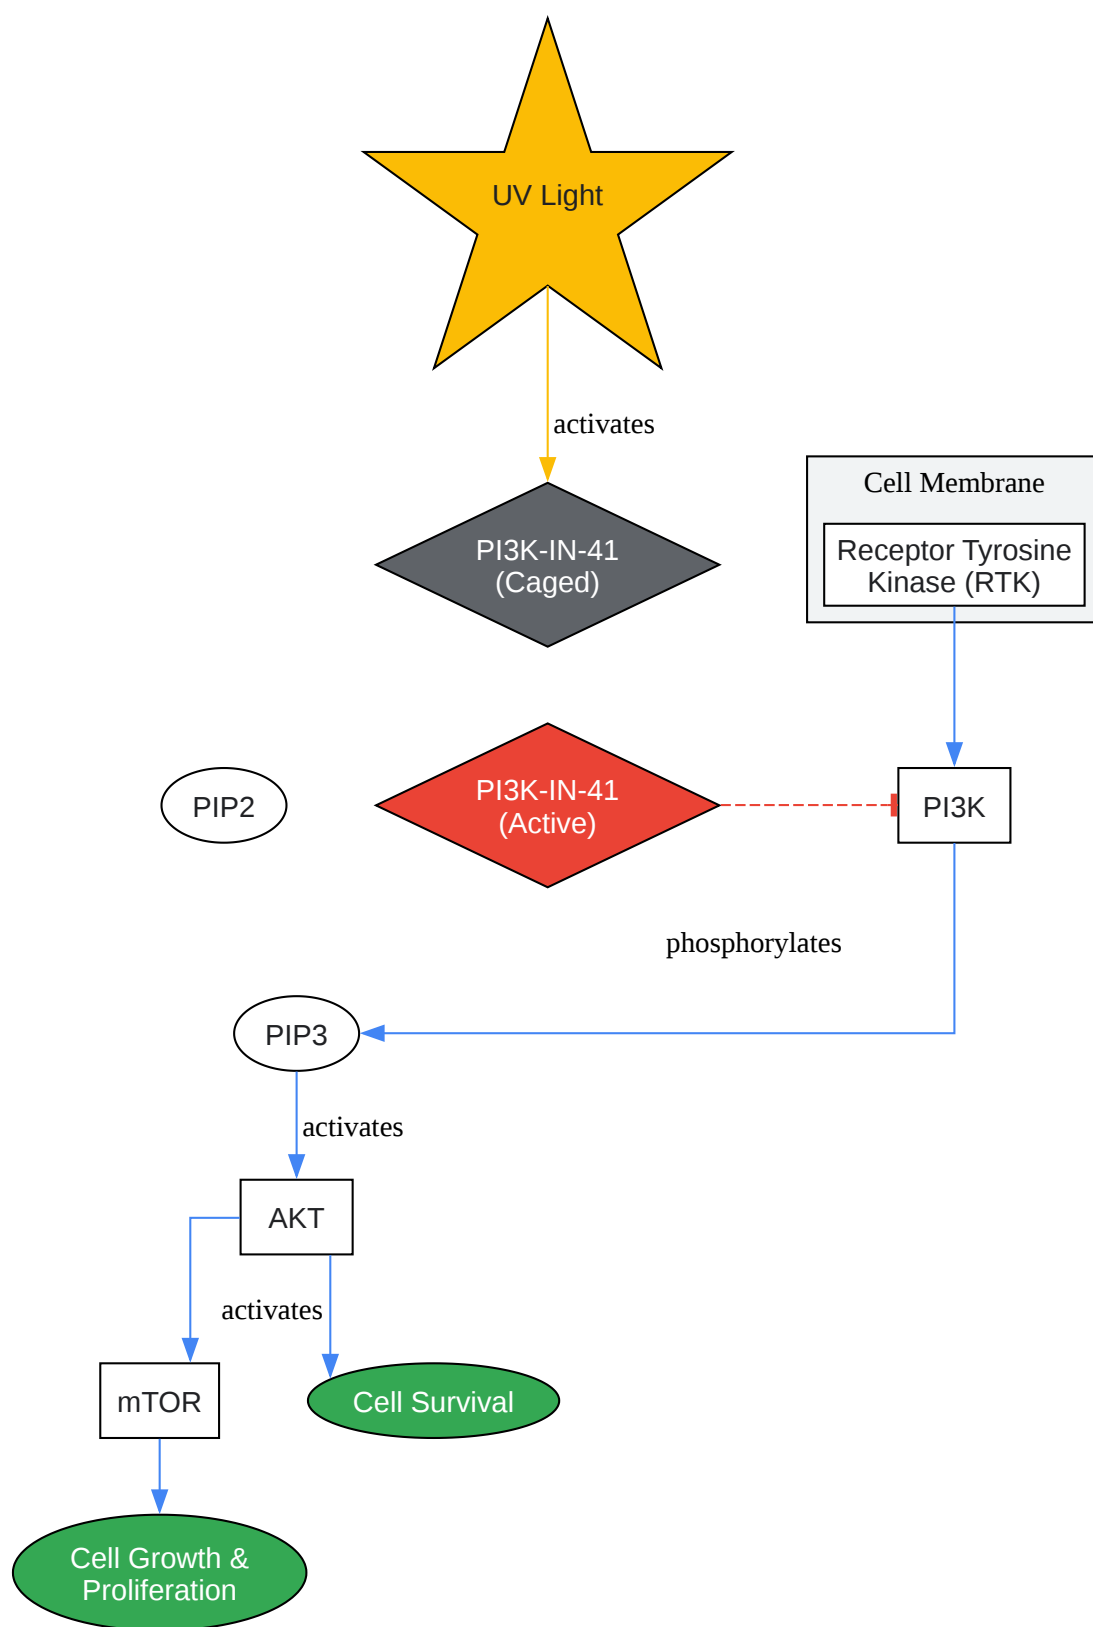 UV Light
activates
Cell Membrane
Receptor Tyrosine
Kinase (RTK)
PI3K-IN-41
(Caged)
PIP2
PI3K-IN-41
(Active)
PI3K
phosphorylates
PIP3
activates
AKT
activates
mTOR
Cell Survival
Cell Growth &
Proliferation